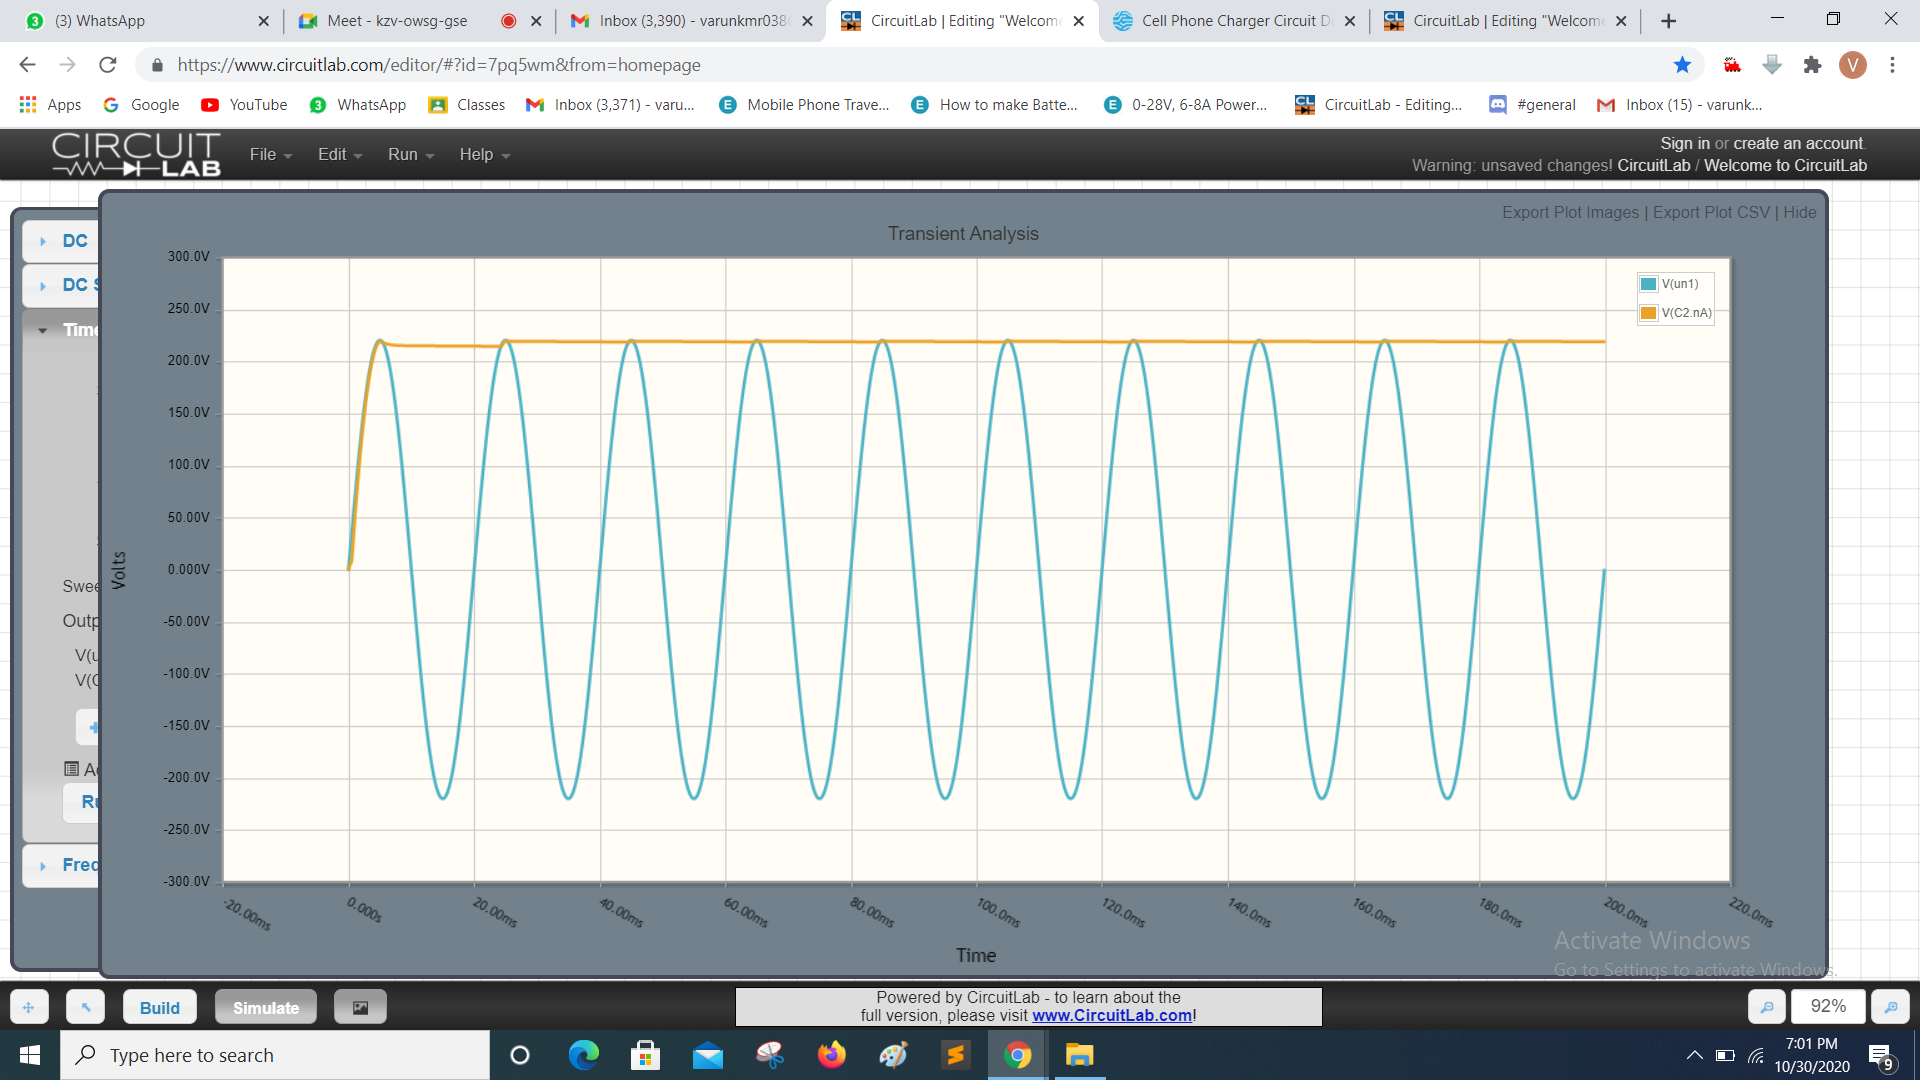 (3) WhatsApp
Meet - kzv-owsg-gse
Inbox (3,390) - varunkmr038
CircuitLab | Editing "Welcom
Cell Phone Charger Circuit Di
CircuitLab | Editing "Welcome
https://www.circuitlab.com/editor/#?id=7pq5wm&from=homepage
V
Apps
Google
YouTube
3
WhatsApp
Classes
Inbox (3,371) - varu...
Mobile Phone Trave...
How to make Batte...
0-28V, 6-8A Power...
CircuitLab - Editing...
#general
Inbox (15) - varunk...
CIRCUIT
LAB
File
Edit
Run
Help
Sign in or create an account.
Warning: unsaved changes! CircuitLab / Welcome to CircuitLab
Export Plot Images | Export Plot CSV | Hide
Transient Analysis
DC
DC S
Time
Swee
Outp
V(u
V(C
A
Ru
Freq
300.0V
250.0V
200.0V
150.0V
100.0V
50.00V
0.000V
-50.00V
-100.0V
-150.0V
-200.0V
-250.0V
-300.0V
Volts
V(un1)
V(C2.nA)
-20.00ms
0.000s
20.00ms
40.00ms
60.00ms
80.00ms
100.0ms
120.0ms
140.0ms
160.0ms
180.0ms
200.0ms
220.0ms
Time
Activate Windows
Go to Settings to activate Windows.
Build
Simulate
Powered by CircuitLab - to learn about the
full version, please visit www.CircuitLab.com!
92%
Type here to search
7:01 PM
10/30/2020
9